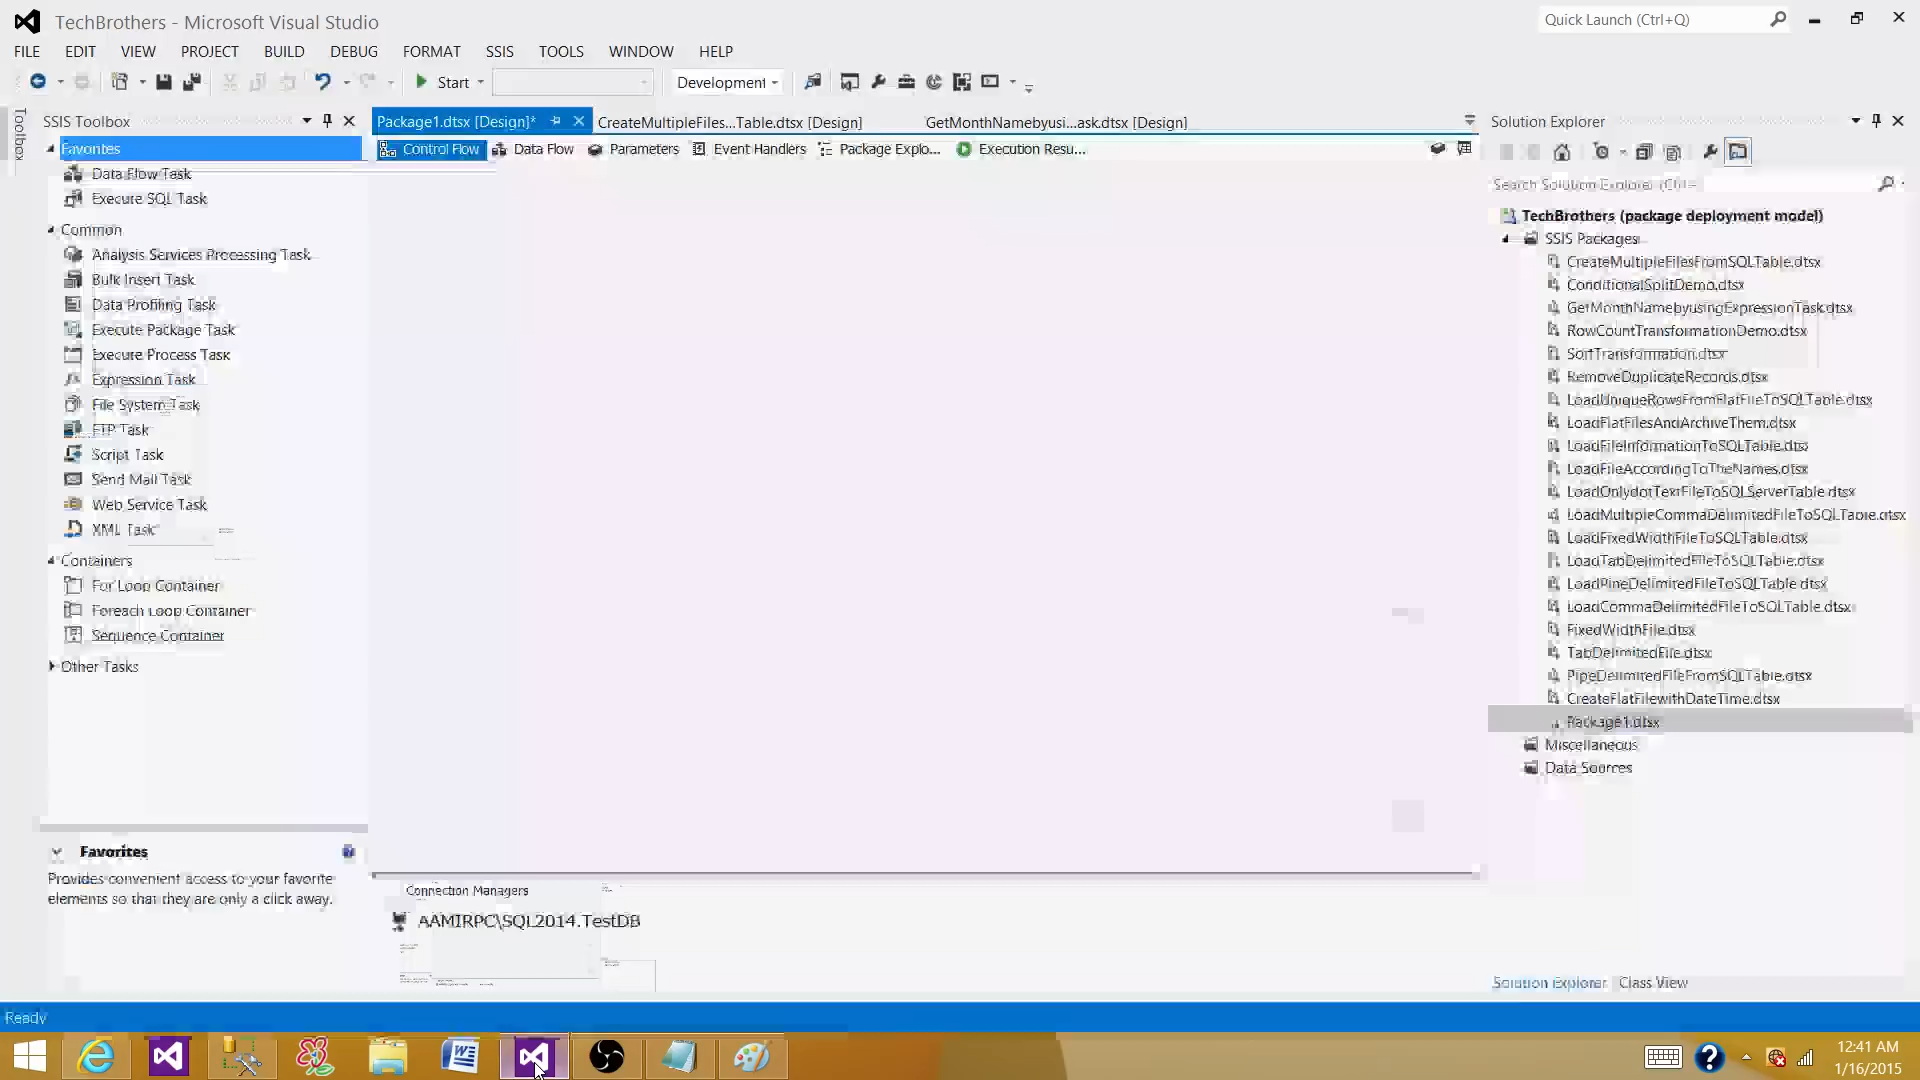 TechBrothers - Microsoft Visual Studio
Quick Launch (Ctrl+Q)
FILE EDIT VIEW PROJECT BUILD DEBUG FORMAT SSIS TOOLS WINDOW HELP
Start Development
Toolbox
SSIS Toolbox
Favorites
Data Flow Task
Execute SQL Task
Common
Analysis Services Processing Task
Bulk Insert Task
Data Profiling Task
Execute Package Task
Execute Process Task
Expression Task
File System Task
FTP Task
Script Task
Send Mail Task
Web Service Task
XML Task
Containers
For Loop Container
Foreach Loop Container
Sequence Container
Other Tasks
Favorites
Provides convenient access to your favorite
elements so that they are only a click away.
Package1.dtsx [Design]* CreateMultipleFiles...Table.dtsx [Design] GetMonthNamebyusi...ask.dtsx [Design]
Control Flow Data Flow Parameters Event Handlers Package Explo... Execution Resu...
Connection Managers
AAMIRPC\SQL2014.TestDB
Solution Explorer
Search Solution Explorer (Ctrl+
TechBrothers (package deployment model)
SSIS Packages
CreateMultipleFilesFromSQLTable.dtsx
ConditionalSplitDemo.dtsx
GetMonthNamebyusingExpressionTask.dtsx
RowCountTransformationDemo.dtsx
SortTransformation.dtsx
RemoveDuplicateRecords.dtsx
LoadUniqueRowsFromFlatFileToSQLTable.dtsx
LoadFlatFilesAndArchiveThem.dtsx
LoadFileInformationToSQLTable.dtsx
LoadFileAccordingToTheNames.dtsx
LoadOnlydotTextFileToSQLServerTable.dtsx
LoadMultipleCommaDelimitedFileToSQLTable.dtsx
LoadFixedWidthFileToSQLTable.dtsx
LoadTabDelimitedFileToSQLTable.dtsx
LoadPipeDelimitedFileToSQLTable.dtsx
LoadCommaDelimitedFileToSQLTable.dtsx
FixedWidthFile.dtsx
TabDelimitedFile.dtsx
PipeDelimitedFileFromSQLTable.dtsx
CreateFlatFilewithDateTime.dtsx
Package1.dtsx
Miscellaneous
Data Sources
Solution Explorer Class View
Ready
12:41 AM
1/16/2015